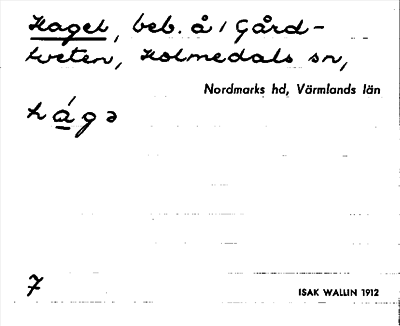 Haget, beb. å / Gård-
tveten, Holmedals sn,
Nordmarks hd, Värmlands län
hágə
7
ISAK WALLIN 1912